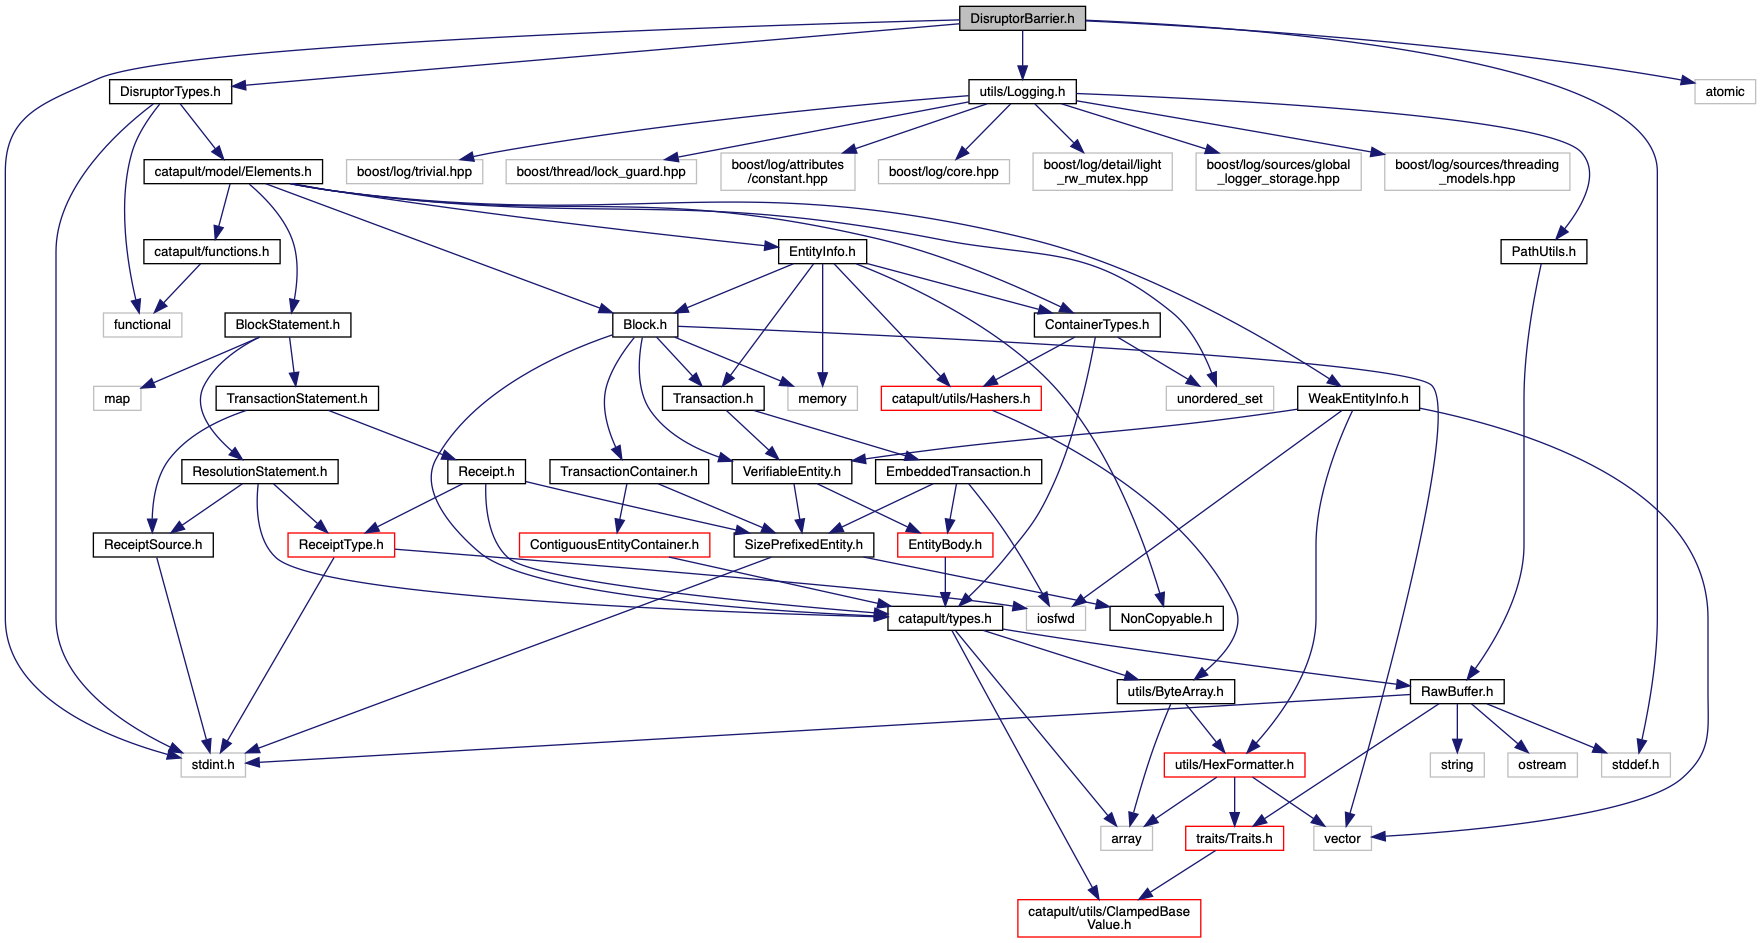 DisruptorBarrier.h
DisruptorTypes.h
utils/Logging.h
atomic
catapult/model/Elements.h
boost/log/trivial.hpp
boost/thread/lock_guard.hpp
boost/log/attributes
/constant.hpp
boost/log/core.hpp
boost/log/detail/light
_rw_mutex.hpp
boost/log/sources/global
_logger_storage.hpp
boost/log/sources/threading
_models.hpp
catapult/functions.h
EntityInfo.h
PathUtils.h
functional
BlockStatement.h
Block.h
ContainerTypes.h
map
TransactionStatement.h
Transaction.h
memory
catapult/utils/Hashers.h
unordered_set
WeakEntityInfo.h
ResolutionStatement.h
Receipt.h
TransactionContainer.h
VerifiableEntity.h
EmbeddedTransaction.h
ReceiptSource.h
ReceiptType.h
ContiguousEntityContainer.h
SizePrefixedEntity.h
EntityBody.h
catapult/types.h
iosfwd
NonCopyable.h
utils/ByteArray.h
RawBuffer.h
stdint.h
utils/HexFormatter.h
string
ostream
stddef.h
array
traits/Traits.h
vector
catapult/utils/ClampedBase
Value.h